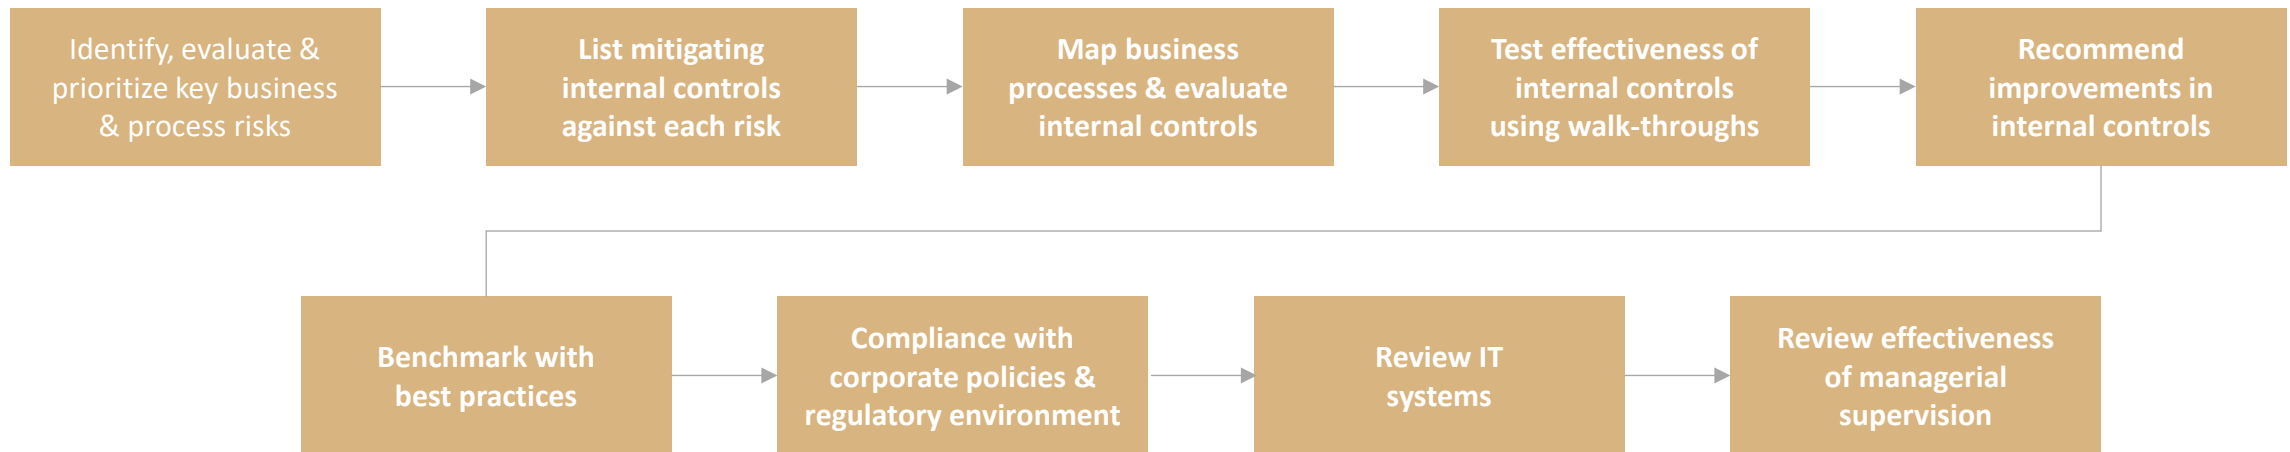 Identify, evaluate &
prioritize key business
& process risks
List mitigating
internal controls
against each risk
Map business
processes & evaluate
internal controls
Test effectiveness of
internal controls
using walk-throughs
Recommend
improvements in
internal controls
Benchmark with
best practices
Compliance with
corporate policies &
regulatory environment
Review IT
systems
Review effectiveness
of managerial
supervision